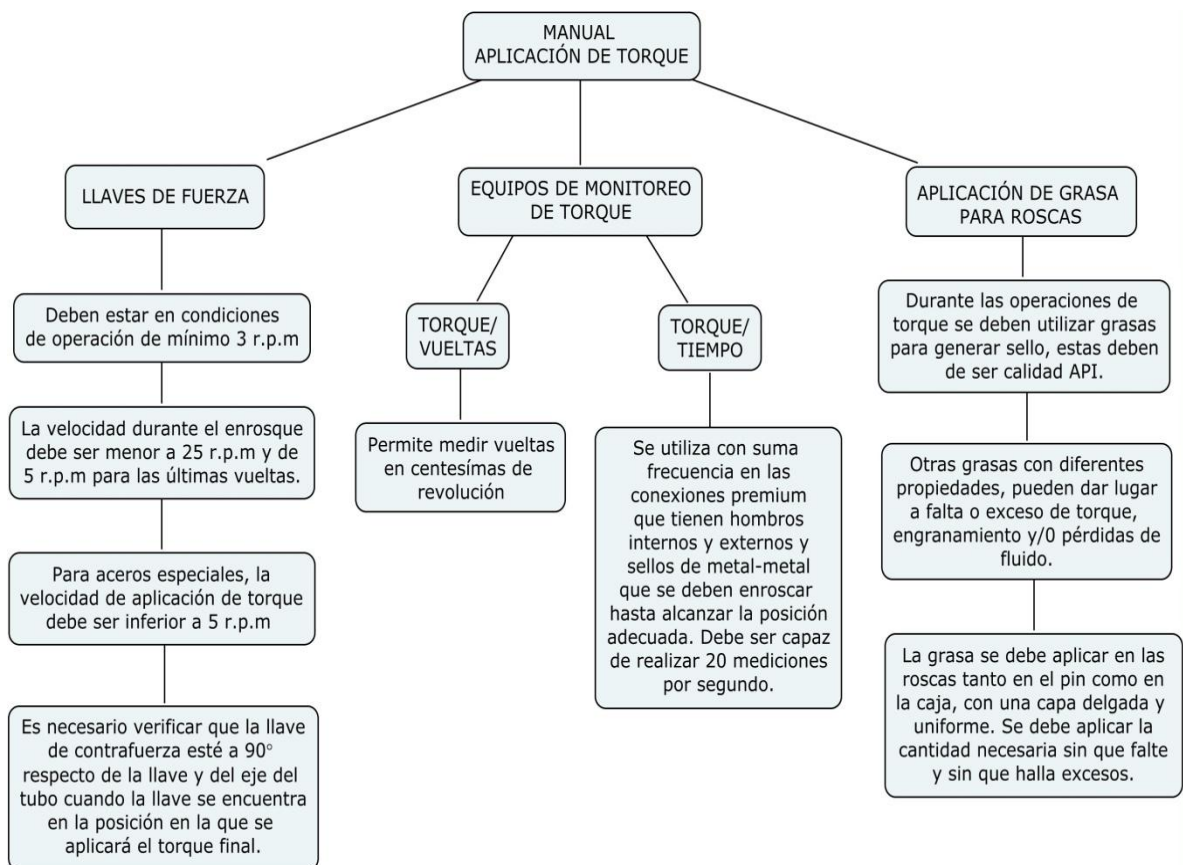 MANUAL
APLICACIÓN DE TORQUE
LLAVES DE FUERZA
Deben estar en condiciones
de operación de mínimo 3 r.p.m
La velocidad durante el enrosque
debe ser menor a 25 r.p.m y de
5 r.p.m para las últimas vueltas.
Para aceros especiales, la
velocidad de aplicación de torque
debe ser inferior a 5 r.p.m
Es necesario verificar que la llave
de contrafuerza esté a 90°
respecto de la llave y del eje del
tubo cuando la llave se encuentra
en la posición en la que se
aplicará el torque final.
EQUIPOS DE MONITOREO
DE TORQUE
TORQUE/
VUELTAS
Permite medir vueltas
en centesímas de
revolución
TORQUE/
TIEMPO
Se utiliza con suma
frecuencia en las
conexiones premium
que tienen hombros
internos y externos y
sellos de metal-metal
que se deben enroscar
hasta alcanzar la posición
adecuada. Debe ser capaz
de realizar 20 mediciones
por segundo.
APLICACIÓN DE GRASA
PARA ROSCAS
Durante las operaciones de
torque se deben utilizar grasas
para generar sello, estas deben
de ser calidad API.
Otras grasas con diferentes
propiedades, pueden dar lugar
a falta o exceso de torque,
engranamiento y/0 pérdidas de
fluido.
La grasa se debe aplicar en las
roscas tanto en el pin como en
la caja, con una capa delgada y
uniforme. Se debe aplicar la
cantidad necesaria sin que falte
y sin que halla excesos.